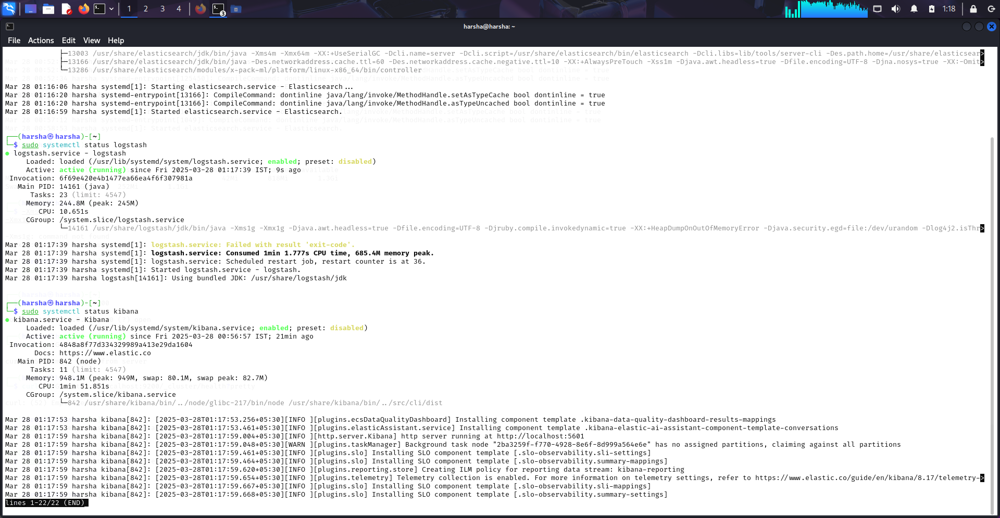 1 2 3 4
3
1:18
harsha@harsha: ~
File Actions Edit View Help
├─13003 /usr/share/elasticsearch/jdk/bin/java -Xms4m -Xmx64m -XX:+UseSerialGC -Dcli.name=server -Dcli.script=/usr/share/elasticsearch/bin/elasticsearch -Dcli.libs=lib/tools/server-cli -Des.path.home=/usr/share/elasticsear>
├─13166 /usr/share/elasticsearch/jdk/bin/java -Des.networkaddress.cache.ttl=60 -Des.networkaddress.cache.negative.ttl=10 -XX:+AlwaysPreTouch -Xss1m -Djava.awt.headless=true -Dfile.encoding=UTF-8 -Djna.nosys=true -XX:-Omit>
└─13286 /usr/share/elasticsearch/modules/x-pack-ml/platform/linux-x86_64/bin/controller
Mar 28 01:16:06 harsha systemd[1]: Starting elasticsearch.service - Elasticsearch...
Mar 28 01:16:20 harsha systemd-entrypoint[13166]: CompileCommand: dontinline java/lang/invoke/MethodHandle.setAsTypeCache bool dontinline = true
Mar 28 01:16:20 harsha systemd-entrypoint[13166]: CompileCommand: dontinline java/lang/invoke/MethodHandle.asTypeUncached bool dontinline = true
Mar 28 01:16:59 harsha systemd[1]: Started elasticsearch.service - Elasticsearch.
┌──(harsha㉿harsha)-[~]
└─$ sudo systemctl status logstash
● logstash.service - logstash
Loaded: loaded (/usr/lib/systemd/system/logstash.service; enabled; preset: disabled)
Active: active (running) since Fri 2025-03-28 01:17:39 IST; 9s ago
Invocation: 6f69e420e4b1477ea66ea4f6f307981a
Main PID: 14161 (java)
Tasks: 23 (limit: 4547)
Memory: 244.8M (peak: 245M)
CPU: 10.651s
CGroup: /system.slice/logstash.service
└─14161 /usr/share/logstash/jdk/bin/java -Xms1g -Xmx1g -Djava.awt.headless=true -Dfile.encoding=UTF-8 -Djruby.compile.invokedynamic=true -XX:+HeapDumpOnOutOfMemoryError -Djava.security.egd=file:/dev/urandom -Dlog4j2.isThr>
Mar 28 01:17:39 harsha systemd[1]: logstash.service: Failed with result 'exit-code'.
Mar 28 01:17:39 harsha systemd[1]: logstash.service: Consumed 1min 1.777s CPU time, 685.4M memory peak.
Mar 28 01:17:39 harsha systemd[1]: logstash.service: Scheduled restart job, restart counter is at 36.
Mar 28 01:17:39 harsha systemd[1]: Started logstash.service - logstash.
Mar 28 01:17:39 harsha logstash[14161]: Using bundled JDK: /usr/share/logstash/jdk
┌──(harsha㉿harsha)-[~]
└─$ sudo systemctl status kibana
● kibana.service - Kibana
Loaded: loaded (/usr/lib/systemd/system/kibana.service; enabled; preset: disabled)
Active: active (running) since Fri 2025-03-28 00:56:57 IST; 21min ago
Invocation: 4848a8f77d334329989a413e29da1604
Docs: https://www.elastic.co
Main PID: 842 (node)
Tasks: 11 (limit: 4547)
Memory: 948.1M (peak: 949M, swap: 80.1M, swap peak: 82.7M)
CPU: 1min 51.851s
CGroup: /system.slice/kibana.service
└─842 /usr/share/kibana/bin/../node/glibc-217/bin/node /usr/share/kibana/bin/../src/cli/dist
Mar 28 01:17:53 harsha kibana[842]: [2025-03-28T01:17:53.256+05:30][INFO ][plugins.ecsDataQualityDashboard] Installing component template .kibana-data-quality-dashboard-results-mappings
Mar 28 01:17:53 harsha kibana[842]: [2025-03-28T01:17:53.461+05:30][INFO ][plugins.elasticAssistant.service] Installing component template .kibana-elastic-ai-assistant-component-template-conversations
Mar 28 01:17:59 harsha kibana[842]: [2025-03-28T01:17:59.004+05:30][INFO ][http.server.Kibana] http server running at http://localhost:5601
Mar 28 01:17:59 harsha kibana[842]: [2025-03-28T01:17:59.048+05:30][WARN ][plugins.taskManager] Background task node "2ba3259f-f770-4928-8e6f-8d999a564e6e" has no assigned partitions, claiming against all partitions
Mar 28 01:17:59 harsha kibana[842]: [2025-03-28T01:17:59.461+05:30][INFO ][plugins.slo] Installing SLO component template [.slo-observability.sli-settings]
Mar 28 01:17:59 harsha kibana[842]: [2025-03-28T01:17:59.464+05:30][INFO ][plugins.slo] Installing SLO component template [.slo-observability.summary-mappings]
Mar 28 01:17:59 harsha kibana[842]: [2025-03-28T01:17:59.620+05:30][INFO ][plugins.reporting.store] Creating ILM policy for reporting data stream: kibana-reporting
Mar 28 01:17:59 harsha kibana[842]: [2025-03-28T01:17:59.654+05:30][INFO ][plugins.telemetry] Telemetry collection is enabled. For more information on telemetry settings, refer to https://www.elastic.co/guide/en/kibana/8.17/telemetry->
Mar 28 01:17:59 harsha kibana[842]: [2025-03-28T01:17:59.667+05:30][INFO ][plugins.slo] Installing SLO component template [.slo-observability.sli-mappings]
Mar 28 01:17:59 harsha kibana[842]: [2025-03-28T01:17:59.668+05:30][INFO ][plugins.slo] Installing SLO component template [.slo-observability.summary-settings]
lines 1-22/22 (END)